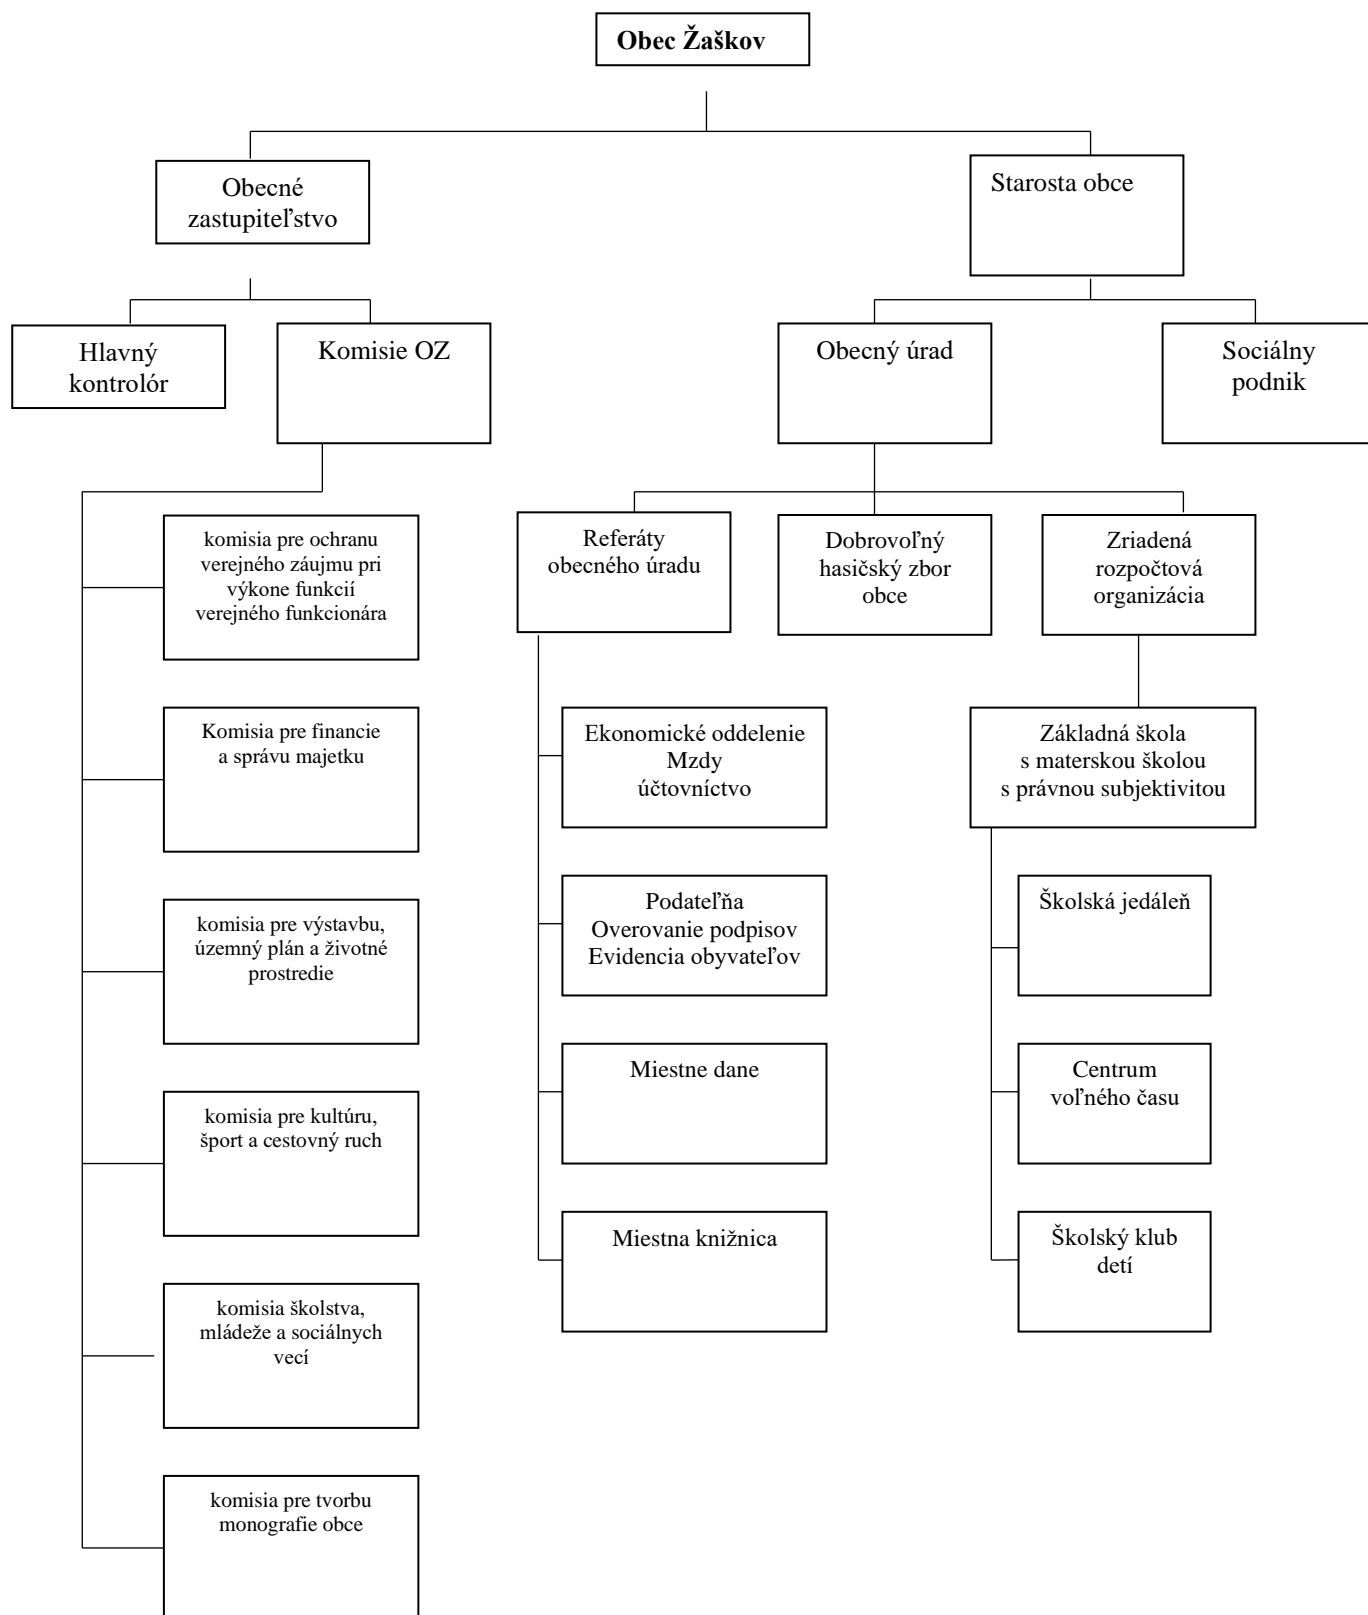 Obec Žaškov
Obecné
zastupiteľstvo
Starosta obce
Hlavný
kontrolór
Komisie OZ
Obecný úrad
Sociálny
podnik
komisia pre ochranu
verejného záujmu pri
výkone funkcií
verejného funkcionára
Referáty
obecného úradu
Dobrovoľný
hasičský zbor
obce
Zriadená
rozpočtová
organizácia
Komisia pre financie
a správu majetku
Ekonomické oddelenie
Mzdy
účtovníctvo
Základná škola
s materskou školou
s právnou subjektivitou
komisia pre výstavbu,
územný plán a životné
prostredie
Podateľňa
Overovanie podpisov
Evidencia obyvateľov
Školská jedáleň
komisia pre kultúru,
šport a cestovný ruch
Miestne dane
Centrum
voľného času
komisia školstva,
mládeže a sociálnych
vecí
Miestna knižnica
Školský klub
detí
komisia pre tvorbu
monografie obce